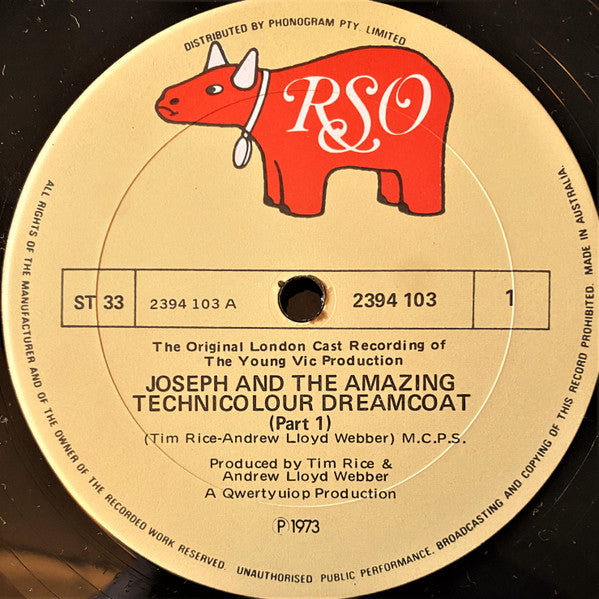 DISTRIBUTED BY PHONOGRAM PTY. LIMITED
RSO
ST 33
2394 103 A
2394 103
1
The Original London Cast Recording of
The Young Vic Production
JOSEPH AND THE AMAZING
TECHNICOLOUR DREAMCOAT
(Part 1)
(Tim Rice-Andrew Lloyd Webber) M.C.P.S.
Produced by Tim Rice &
Andrew Lloyd Webber
A Qwertyuiop Production
℗1973
ALL RIGHTS OF THE MANUFACTURER AND OF THE OWNER OF THE RECORDED WORK RESERVED. UNAUTHORISED PUBLIC PERFORMANCE, BROADCASTING AND COPYING OF THIS RECORD PROHIBITED. MADE IN AUSTRALIA.